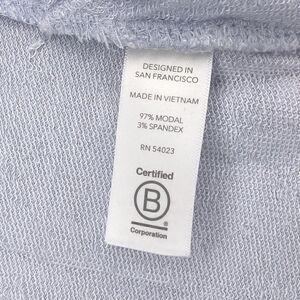 DESIGNED IN
SAN FRANCISCO
MADE IN VIETNAM
97% MODAL
3% SPANDEX
RN 54023
Certified
B
®
Corporation